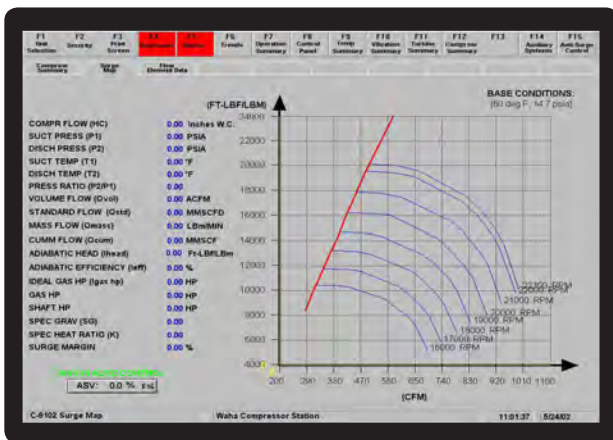 F1 F2 F3 F4 F5 F6 F7 F8 F9 F10 F11 F12 F13 F14 F15
Unit Selection Security Print Screen Trends Operation Summary Control Panel Temp Summary Vibration Summary Turbine Summary Compressor Summary Auxiliary Systems Anti Surge Control
Compressor Summary Surge Map Flow Element Data
BASE CONDITIONS:
(60 deg F, 14.7 psia)
(FT-LBF/LBM)
COMPR FLOW (HC) 0.00 Inches W.C.
SUCT PRESS (P1) 0.00 PSIA
DISCH PRESS (P2) 0.00 PSIA
SUCT TEMP (T1) 0.00 °F
DISCH TEMP (T2) 0.00 °F
PRESS RATIO (P2/P1) 0.00
VOLUME FLOW (Qvol) 0.00 ACFM
STANDARD FLOW (Qstd) 0.00 MMSCFD
MASS FLOW (Qmass) 0.00 LBm/MIN
CUMM FLOW (Qcum) 0.00 MMSCF
ADIABATIC HEAD (Ihead) 0.00 Ft-LBf/LBm
ADIABATIC EFFICIENCY (Ieff) 0.00 %
IDEAL GAS HP (Igas hp) 0.00 HP
GAS HP 0.00 HP
SHAFT HP 0.00 HP
SPEC GRAV (SG) 0.00
SPEC HEAT RATIO (K) 0.00
SURGE MARGIN 0.00 %
24000
22000
20000
18000
16000
14000
12000
10000
8000
6000
4000
200 290 380 470 560 650 740 830 920 1010 1100
(CFM)
22300 RPM
22000 RPM
21000 RPM
20000 RPM
19000 RPM
18000 RPM
17000 RPM
16000 RPM
ASV: 0.0 %
C-9102 Surge Map Waha Compressor Station 11:01:37 5/24/02